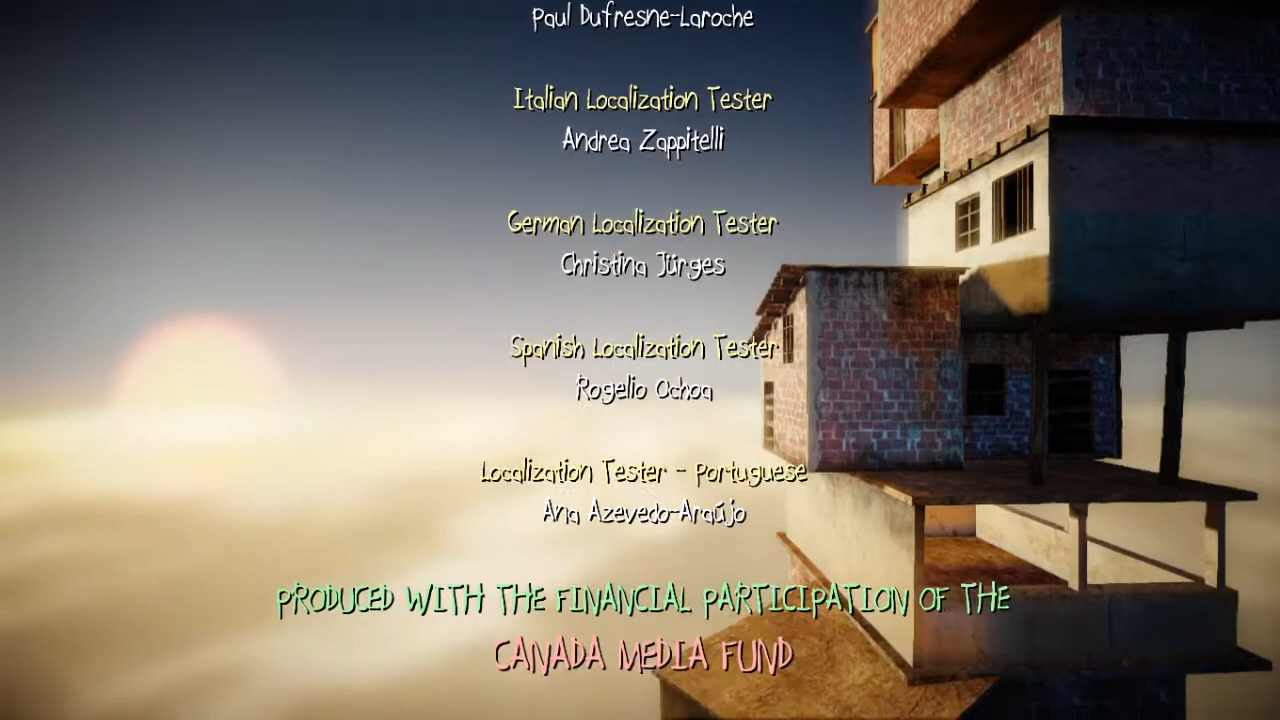 Paul Dufresne-Laroche
Italian Localization Tester
Andrea Zappitelli
German Localization Tester
Christina Jürges
Spanish Localization Tester
Rogelio Ochoa
Localization Tester - Portuguese
Ana Azevedo-Araújo
PRODUCED WITH THE FINANCIAL PARTICIPATION OF THE
CANADA MEDIA FUND